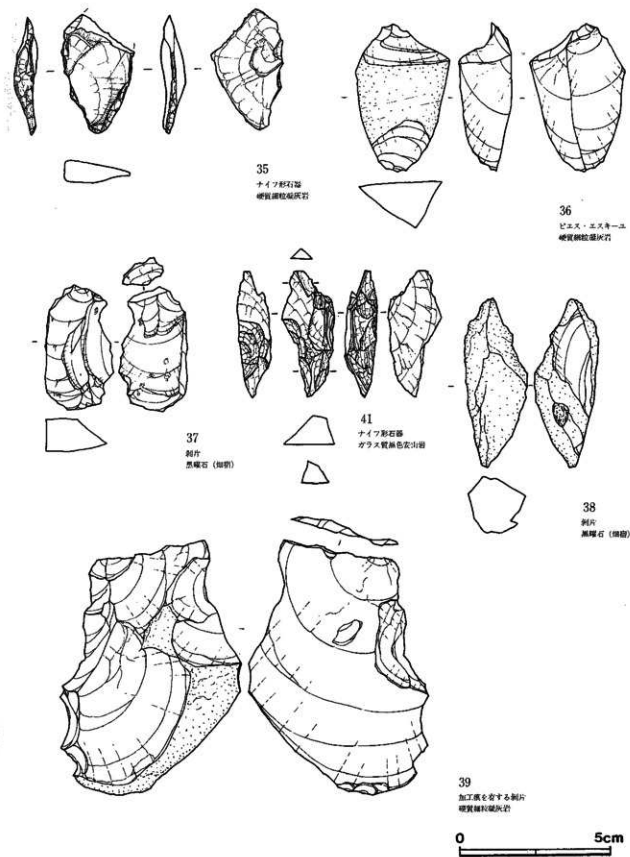 35
ナイフ形石器
硬質細粒凝灰岩
36
ピエス・エスキーユ
硬質細粒凝灰岩
37
剥片
黒曜石（畑宿）
41
ナイフ形石器
ガラス質黒色安山岩
38
剥片
黒曜石（畑宿）
39
加工痕を有する剥片
硬質細粒凝灰岩
0 5cm